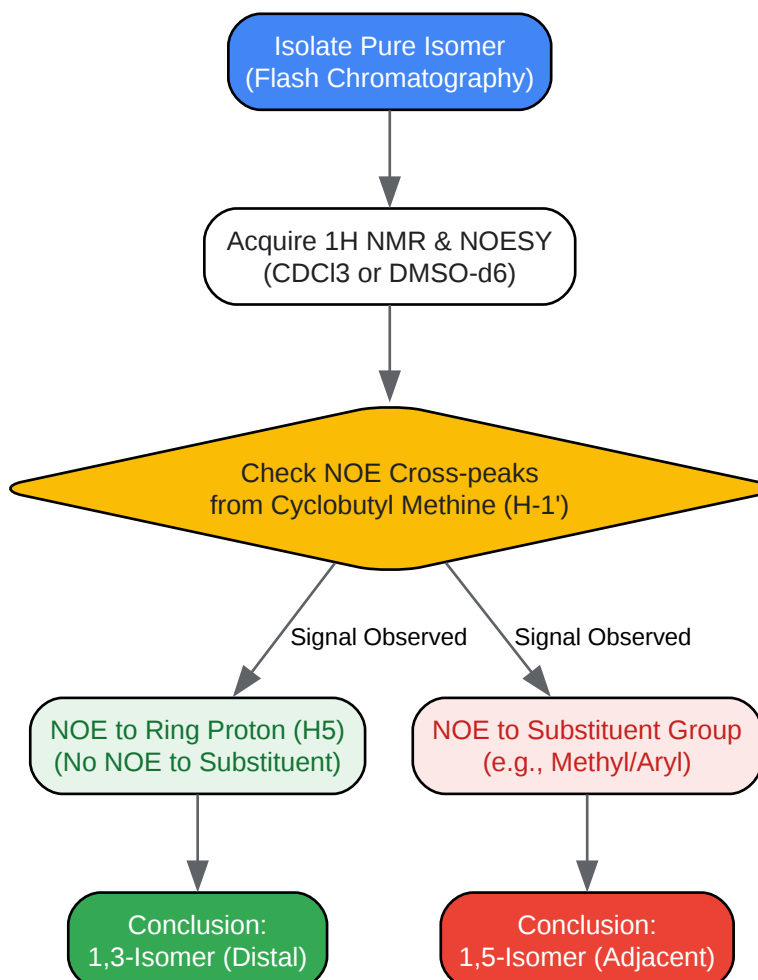 Isolate Pure Isomer
(Flash Chromatography)
Acquire 1H NMR & NOESY
(CDCl3 or DMSO-d6)
Check NOE Cross-peaks
from Cyclobutyl Methine (H-1')
Signal Observed
Signal Observed
NOE to Ring Proton (H5)
(No NOE to Substituent)
NOE to Substituent Group
(e.g., Methyl/Aryl)
Conclusion:
1,3-Isomer (Distal)
Conclusion:
1,5-Isomer (Adjacent)